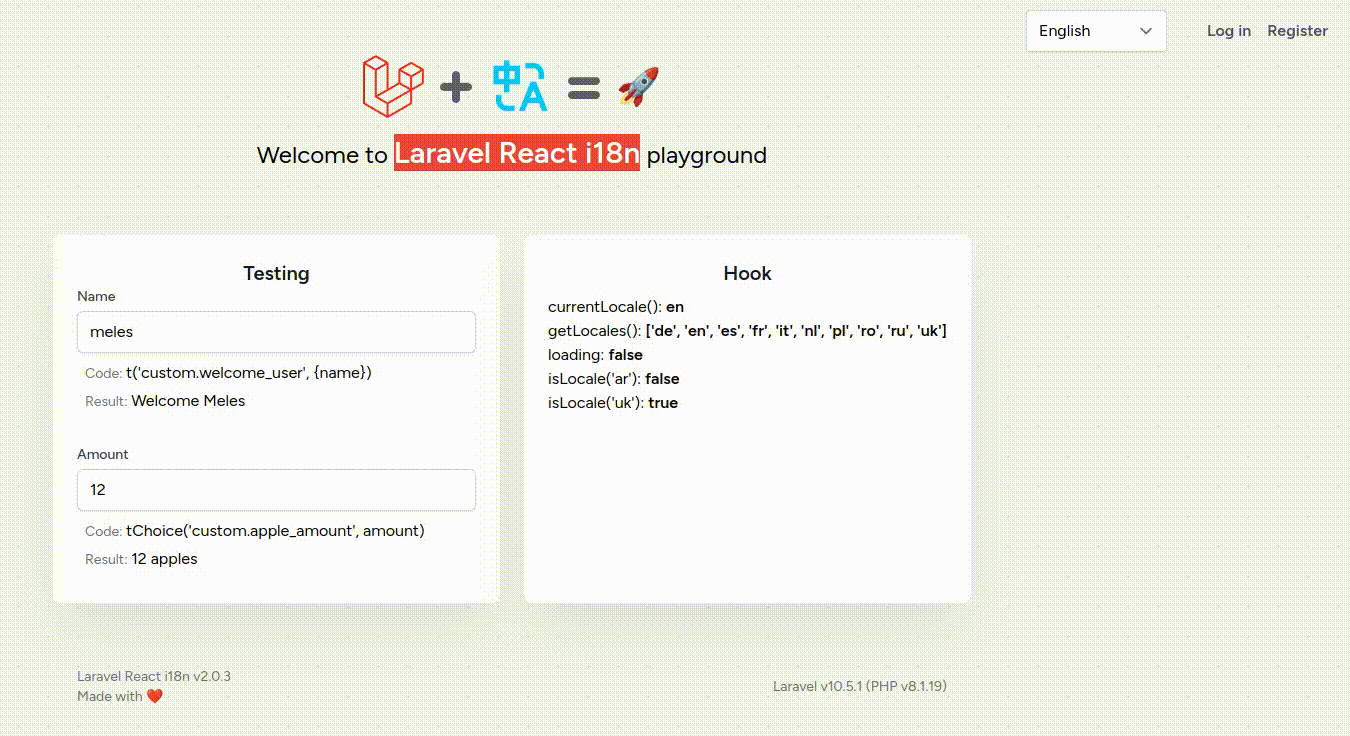 English
Log in Register
Welcome to Laravel React i18n playground
Testing
Name
meles
Code: t('custom.welcome_user', {name})
Result: Welcome Meles
Amount
12
Code: tChoice('custom.apple_amount', amount)
Result: 12 apples
Hook
currentLocale(): en
getLocales(): ['de', 'en', 'es', 'fr', 'it', 'nl', 'pl', 'ro', 'ru', 'uk']
loading: false
isLocale('ar'): false
isLocale('uk'): true
Laravel React i18n v2.0.3
Made with ❤️
Laravel v10.5.1 (PHP v8.1.19)